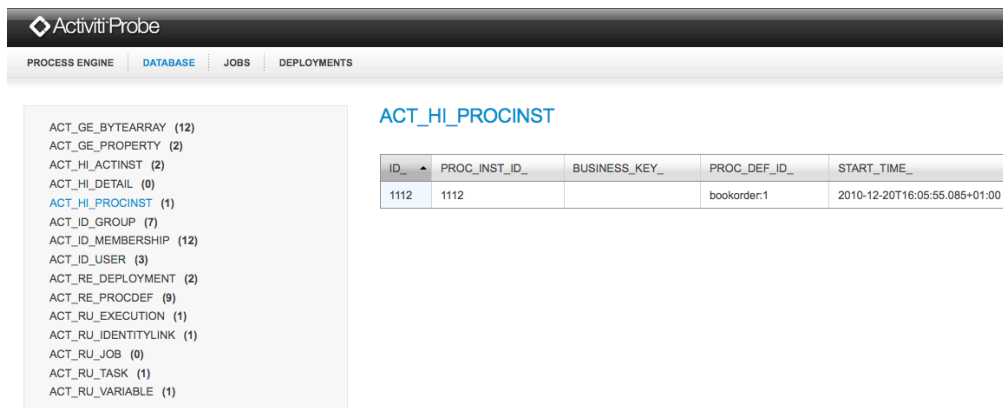 Activiti Probe
PROCESS ENGINE DATABASE JOBS DEPLOYMENTS
ACT_GE_BYTEARRAY (12)
ACT_GE_PROPERTY (2)
ACT_HI_ACTINST (2)
ACT_HI_DETAIL (0)
ACT_HI_PROCINST (1)
ACT_ID_GROUP (7)
ACT_ID_MEMBERSHIP (12)
ACT_ID_USER (3)
ACT_RE_DEPLOYMENT (2)
ACT_RE_PROCDEF (9)
ACT_RU_EXECUTION (1)
ACT_RU_IDENTITYLINK (1)
ACT_RU_JOB (0)
ACT_RU_TASK (1)
ACT_RU_VARIABLE (1)
ACT_HI_PROCINST
ID_ PROC_INST_ID_ BUSINESS_KEY_ PROC_DEF_ID_ START_TIME_
1112 1112 bookorder:1 2010-12-20T16:05:55.085+01:00